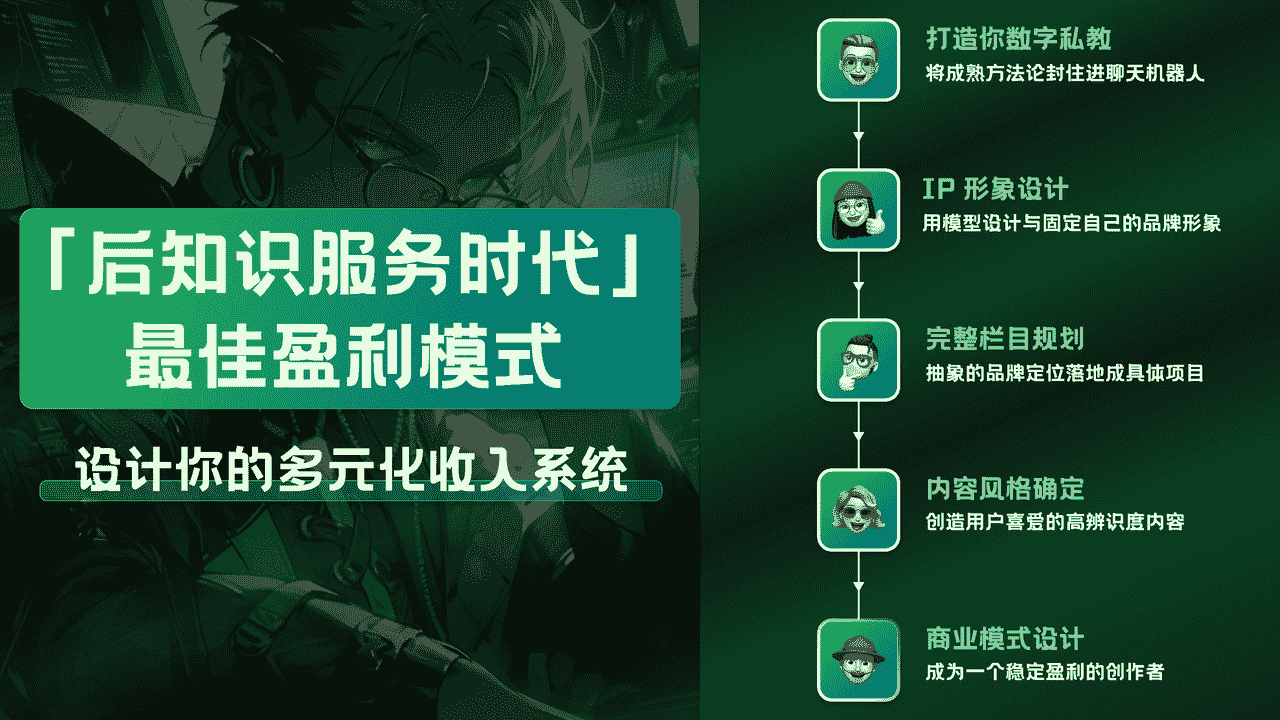 「后知识服务时代」
最佳盈利模式
设计你的多元化收入系统
打造你数字私教
将成熟方法论封住进聊天机器人
IP 形象设计
用模型设计与固定自己的品牌形象
完整栏目规划
抽象的品牌定位落地成具体项目
内容风格确定
创造用户喜爱的高辨识度内容
商业模式设计
成为一个稳定盈利的创作者